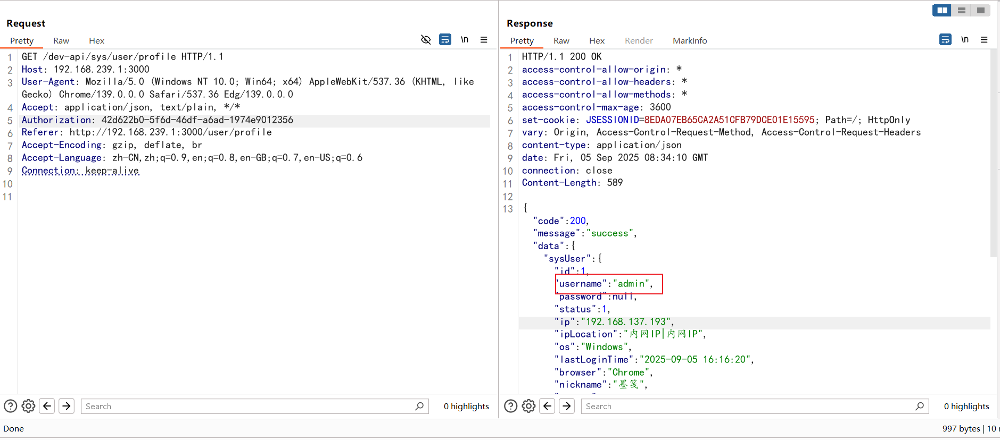 Request
Pretty Raw Hex
\n
1 GET /dev-api/sys/user/profile HTTP/1.1
2 Host: 192.168.239.1:3000
3 User-Agent: Mozilla/5.0 (Windows NT 10.0; Win64; x64) AppleWebKit/537.36 (KHTML, like
Gecko) Chrome/139.0.0.0 Safari/537.36 Edg/139.0.0.0
4 Accept: application/json, text/plain, */*
5 Authorization: 42d622b0-5f6d-46df-a6ad-1974e9012356
6 Referer: http://192.168.239.1:3000/user/profile
7 Accept-Encoding: gzip, deflate, br
8 Accept-Language: zh-CN,zh;q=0.9,en;q=0.8,en-GB;q=0.7,en-US;q=0.6
9 Connection: keep-alive
10
11
Search
0 highlights
Response
Pretty Raw Hex Render MarkInfo
\n
1 HTTP/1.1 200 OK
2 access-control-allow-origin: *
3 access-control-allow-headers: *
4 access-control-allow-methods: *
5 access-control-max-age: 3600
6 set-cookie: JSESSIONID=8EDA07EB65CA2A51CFB79DCE01E15595; Path=/; HttpOnly
7 vary: Origin, Access-Control-Request-Method, Access-Control-Request-Headers
8 content-type: application/json
9 date: Fri, 05 Sep 2025 08:34:10 GMT
10 connection: close
11 Content-Length: 589
12
13 {
"code":200,
"message":"success",
"data":{
"sysUser":{
"id":1,
"username":"admin",
"password":null,
"status":1,
"ip":"192.168.137.193",
"ipLocation":"内网IP|内网IP",
"os":"Windows",
"lastLoginTime":"2025-09-05 16:16:20",
"browser":"Chrome",
"nickname":"墨笺",
Search
0 highlights
Done
997 bytes | 10